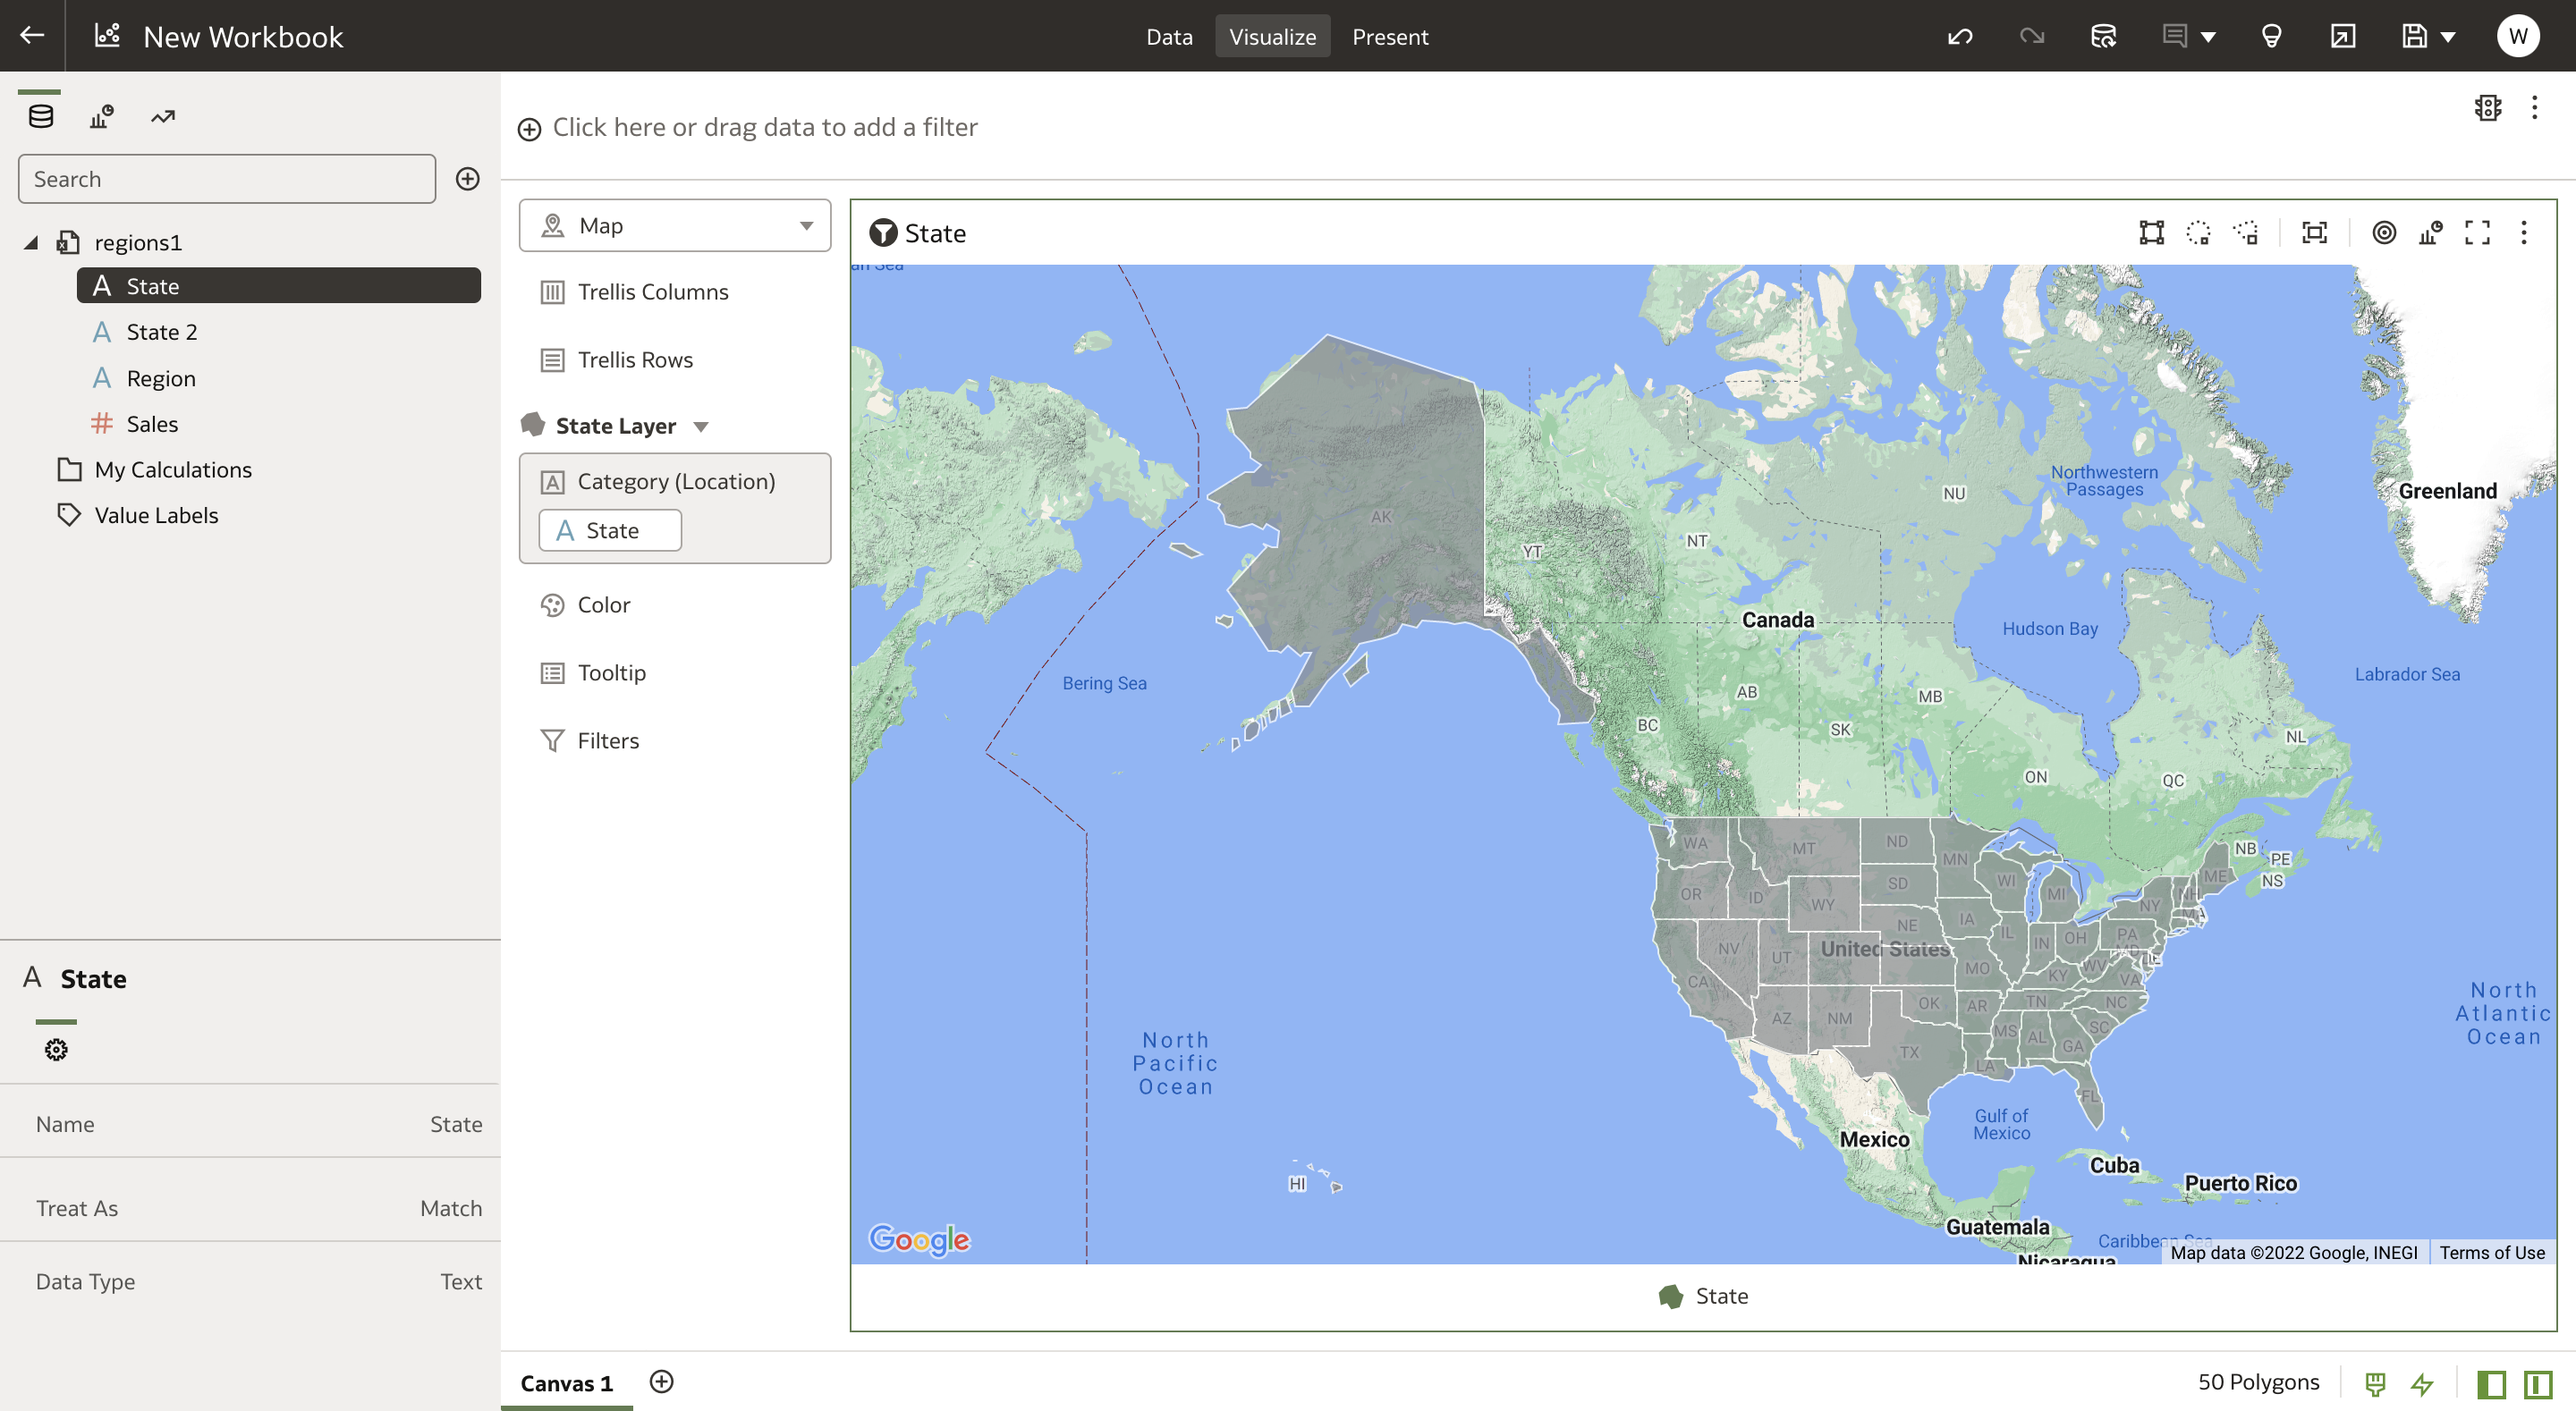 New Workbook
Data
Visualize
Present
W
Search
regions1
A State
A State 2
A Region
# Sales
My Calculations
Value Labels
A State
Name State
Treat As Match
Data Type Text
Click here or drag data to add a filter
Map
Trellis Columns
Trellis Rows
State Layer
A Category (Location)
A State
Color
Tooltip
Filters
State
an Sea
Greenland
Northwestern
Passages
NU
AK
NT
YT
Canada
Hudson Bay
Labrador Sea
Bering Sea
AB
MB
BC
SK
NL
ON
QC
WA
MT
ND
MN
NB
PE
NS
ME
OR
ID
SD
WI
MI
NH
WY
NY
NE
IA
IL
IN
OH
PA
MD
NV
UT
United States
CA
MO
KY
WV
VA
OK
AR
TN
NC
AZ
NM
MS
AL
GA
SC
TX
LA
FL
North
Pacific
Ocean
North
Atlantic
Ocean
Gulf of
Mexico
Mexico
Cuba
Puerto Rico
HI
Guatemala
Caribbean Sea
Nicaragua
Google
Map data ©2022 Google, INEGI
Terms of Use
State
Canvas 1
50 Polygons